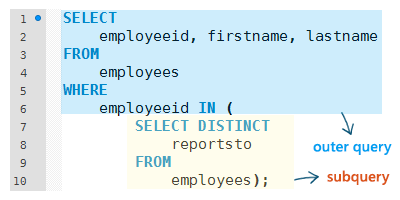 1 SELECT
2 employeeid, firstname, lastname
3 FROM
4 employees
5 WHERE
6 employeeid IN (
7 SELECT DISTINCT
8 reportsto
9 FROM
10 employees);
outer query
subquery